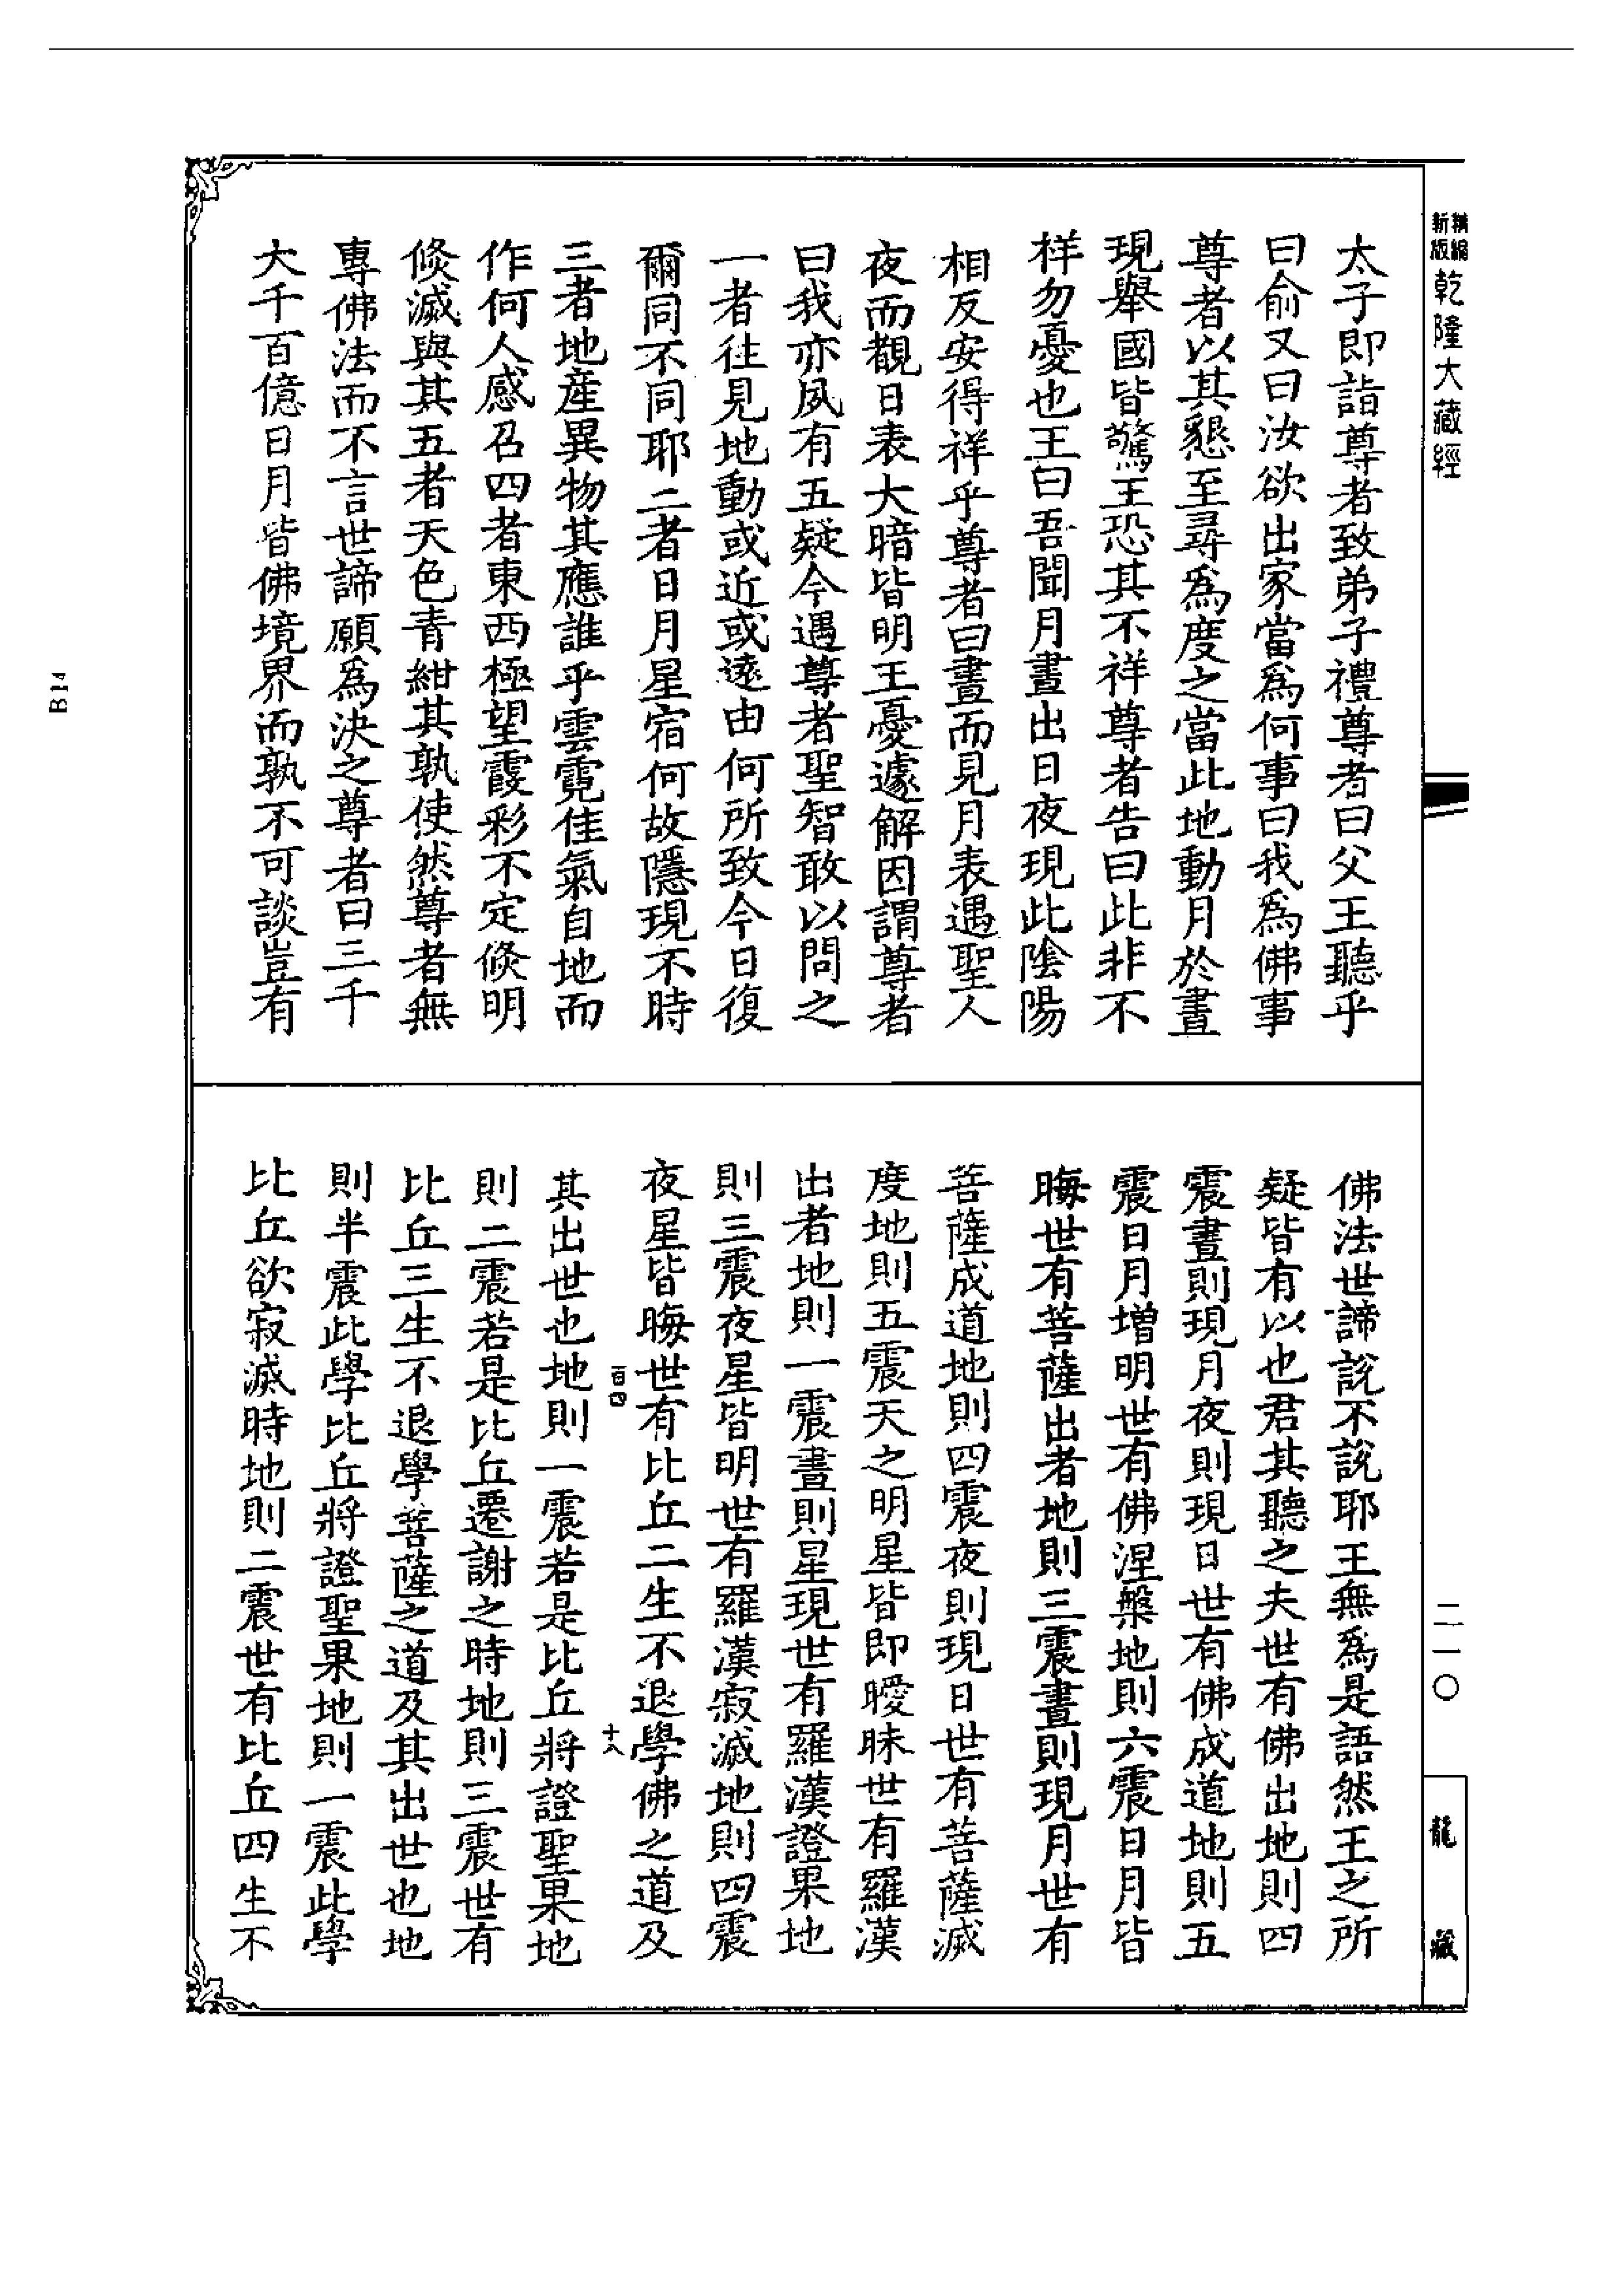 精縮
新版
乾隆大藏經
太子即詣尊者致弟子禮尊者曰父王聽乎
曰俞又曰汝欲出家當爲何事曰我爲佛事
尊者以其懇至尋爲度之當此地動月於晝
現舉國皆驚王恐其不祥尊者告曰此非不
祥勿憂也王曰吾聞月晝出日夜現此陰陽
相反安得祥乎尊者曰晝而見月表遇聖人
夜而覩日表大暗皆明王憂遽解因謂尊者
曰我亦夙有五疑今遇尊者聖智敢以問之
一者往見地動或近或遠由何所致今日復
爾同不同耶二者日月星宿何故隱現不時
三者地産異物其應誰乎雲霓佳氣自地而
作何人感召四者東西極望霞彩不定倏明
倏滅與其五者天色青紺其孰使然尊者無
專佛法而不言世諦願爲決之尊者曰三千
大千百億日月皆佛境界而孰不可談豈有
佛法世諦說不說耶王無爲是語然王之所
疑皆有以也君其聽之夫世有佛出地則四
震晝則現月夜則現日世有佛成道地則五
震日月增明世有佛涅槃地則六震日月皆
晦世有菩薩出者地則三震晝則現月世有
菩薩成道地則四震夜則現日世有菩薩滅
度地則五震天之明星皆即曖昧世有羅漢
出者地則一震晝則星現世有羅漢證果地
則三震夜星皆明世有羅漢寂滅地則四震
夜星皆晦世有比丘二生不退學佛之道及
一百四
十八
其出世也地則一震若是比丘將證聖果地
則二震若是比丘遷謝之時地則三震世有
比丘三生不退學菩薩之道及其出世也地
則半震此學比丘將證聖果地則一震此學
比丘欲寂滅時地則二震世有比丘四生不
二一〇
龍藏
B14